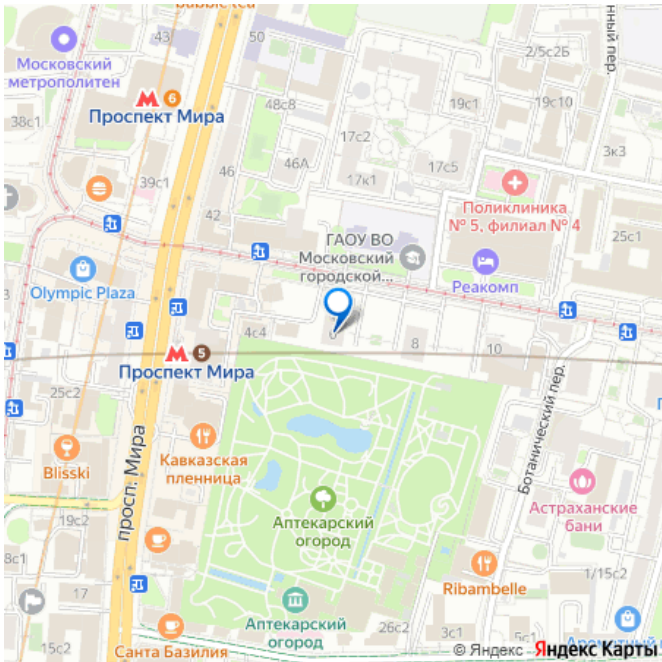 50
43
нный пер.
2/5с2Б
Московский
метрополитен
М 6
Проспект Мира
38с1
48с8
19с1
19с10
17с2
46А
46
17с5
3к3
17к1
39с1
42
Поликлиника
№ 5, филиал № 4
ГАОУ ВО
Московский
городской...
25с1
Реакомп
Olympic Plaza
4с4
8
10
М 5
Проспект Мира
25с2
Blisski
просп. Мира
Кавказская
пленница
Ботанический пер.
Астраханские
бани
Аптекарский
огород
19с2
8с1
17
15с2
Ribambelle
1/15с2
Аптекарский
огород
26с2
3с1
Санта Базилия
© Яндекс Яндекс Карты